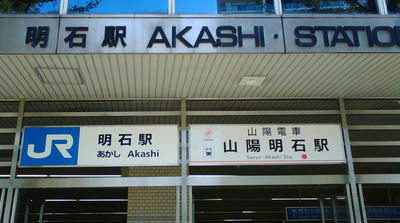 明石駅 AKASHI・STATION
JR
明石駅
あかし Akashi
山陽電車
山陽明石駅
Sanyo-Akashi Sta.